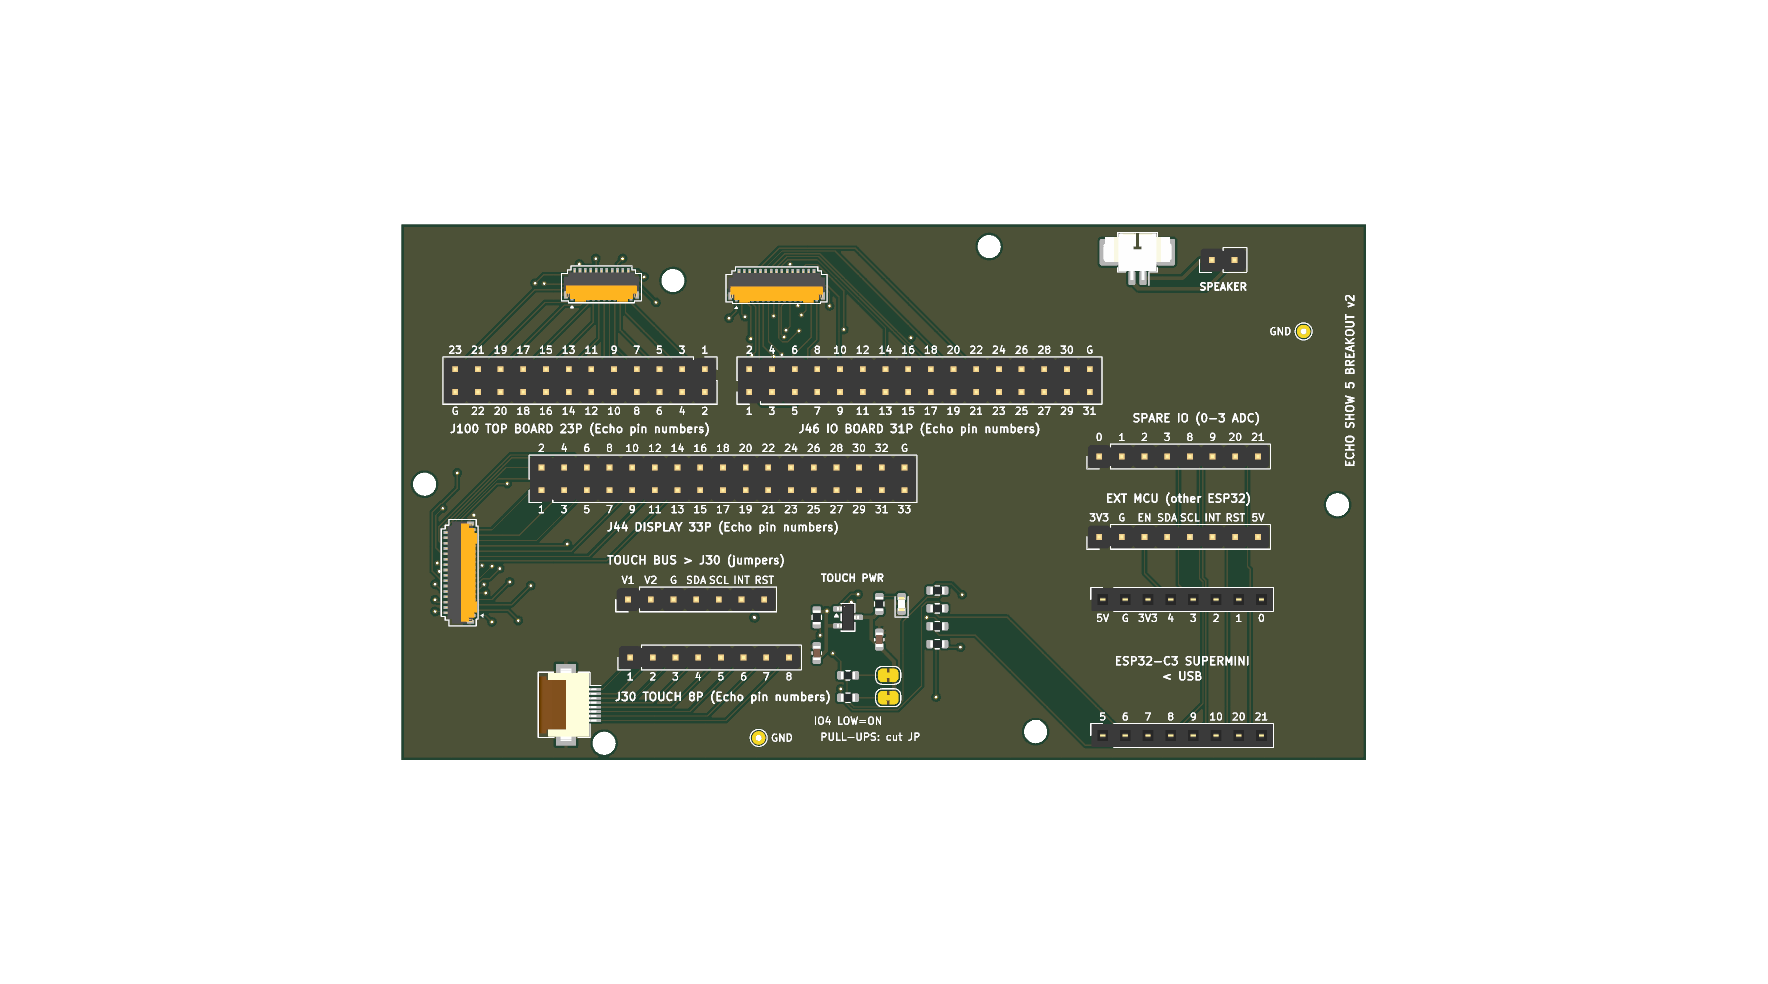 SPEAKER
GND
ECHO SHOW 5 BREAKOUT v2
23 21 19 17 15 13 11 9 7 5 3 1
G 22 20 18 16 14 12 10 8 6 4 2
J100 TOP BOARD 23P (Echo pin numbers)
2 4 6 8 10 12 14 16 18 20 22 24 26 28 30 G
1 3 5 7 9 11 13 15 17 19 21 23 25 27 29 31
J46 IO BOARD 31P (Echo pin numbers)
SPARE IO (0-3 ADC)
0 1 2 3 8 9 20 21
2 4 6 8 10 12 14 16 18 20 22 24 26 28 30 32 G
1 3 5 7 9 11 13 15 17 19 21 23 25 27 29 31 33
J44 DISPLAY 33P (Echo pin numbers)
EXT MCU (other ESP32)
3V3 G EN SDA SCL INT RST 5V
TOUCH BUS > J30 (jumpers)
V1 V2 G SDA SCL INT RST
TOUCH PWR
5V G 3V3 4 3 2 1 0
ESP32-C3 SUPERMINI
< USB
5 6 7 8 9 10 20 21
1 2 3 4 5 6 7 8
J30 TOUCH 8P (Echo pin numbers)
IO4 LOW=ON
PULL-UPS: cut JP
GND